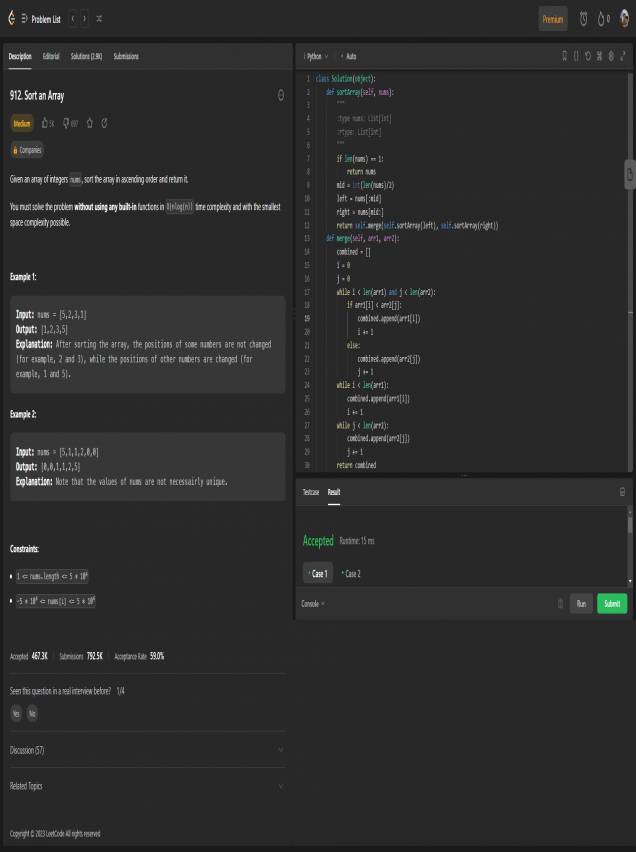 Problem List
Premium
0
Description
Editorial
Solutions (2.9K)
Submissions
912. Sort an Array
Medium
5K
697
Companies
Given an array of integers nums, sort the array in ascending order and return it.
You must solve the problem without using any built-in functions in O(nlog(n)) time complexity and with the smallest
space complexity possible.
Example 1:
Input: nums = [5,2,3,1]
Output: [1,2,3,5]
Explanation: After sorting the array, the positions of some numbers are not changed
(for example, 2 and 3), while the positions of other numbers are changed (for
example, 1 and 5).
Example 2:
Input: nums = [5,1,1,2,0,0]
Output: [0,0,1,1,2,5]
Explanation: Note that the values of nums are not necessairly unique.
Constraints:
1 <= nums.length <= 5 * 10⁴
-5 * 10⁴ <= nums[i] <= 5 * 10⁴
Accepted 467.3K
Submissions 792.5K
Acceptance Rate 59.0%
Seen this question in a real interview before? 1/4
Yes
No
Discussion (57)
Related Topics
Copyright © 2023 LeetCode All rights reserved
i Python
Auto
1 class Solution(object):
2 def sortArray(self, nums):
3 """
4 :type nums: List[int]
5 :rtype: List[int]
6 """
7 if len(nums) == 1:
8 return nums
9 mid = int(len(nums)/2)
10 left = nums[:mid]
11 right = nums[mid:]
12 return self.merge(self.sortArray(left), self.sortArray(right))
13 def merge(self, arr1, arr2):
14 combined = []
15 i = 0
16 j = 0
17 while i < len(arr1) and j < len(arr2):
18 if arr1[i] < arr2[j]:
19 combined.append(arr1[i])
20 i += 1
21 else:
22 combined.append(arr2[j])
23 j += 1
24 while i < len(arr1):
25 combined.append(arr1[i])
26 i += 1
27 while j < len(arr2):
28 combined.append(arr2[j])
29 j += 1
30 return combined
Testcase
Result
Accepted
Runtime: 15 ms
Case 1
Case 2
Console
Run
Submit